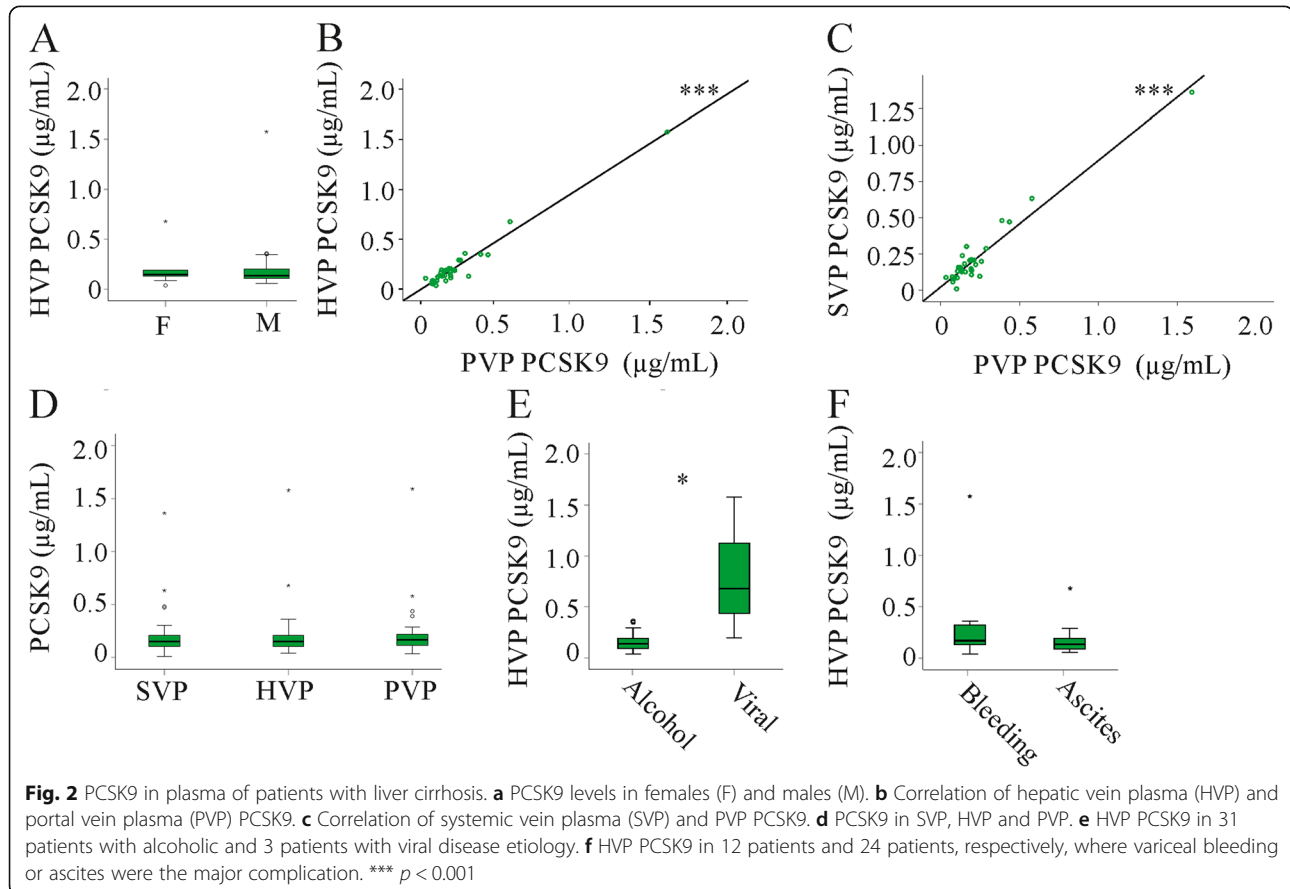 A
HVP PCSK9 (µg/mL)
2.0
1.5
1.0
0.5
0
F M
B
HVP PCSK9 (µg/mL)
2.0
1.5
1.0
0.5
0
***
0 0.5 1.0 1.5 2.0
PVP PCSK9 (µg/mL)
C
SVP PCSK9 (µg/mL)
1.25
1.00
0.75
0.50
0.25
0
***
0 0.5 1.0 1.5 2.0
PVP PCSK9 (µg/mL)
D
PCSK9 (µg/mL)
2.0
1.5
1.0
0.5
0
SVP HVP PVP
E
HVP PCSK9 (µg/mL)
2.0
1.5
1.0
0.5
0
*
Alcohol Viral
F
HVP PCSK9 (µg/mL)
2.0
1.5
1.0
0.5
0
Bleeding Ascites
Fig. 2 PCSK9 in plasma of patients with liver cirrhosis. a PCSK9 levels in females (F) and males (M). b Correlation of hepatic vein plasma (HVP) and
portal vein plasma (PVP) PCSK9. c Correlation of systemic vein plasma (SVP) and PVP PCSK9. d PCSK9 in SVP, HVP and PVP. e HVP PCSK9 in 31
patients with alcoholic and 3 patients with viral disease etiology. f HVP PCSK9 in 12 patients and 24 patients, respectively, where variceal bleeding
or ascites were the major complication. *** p < 0.001